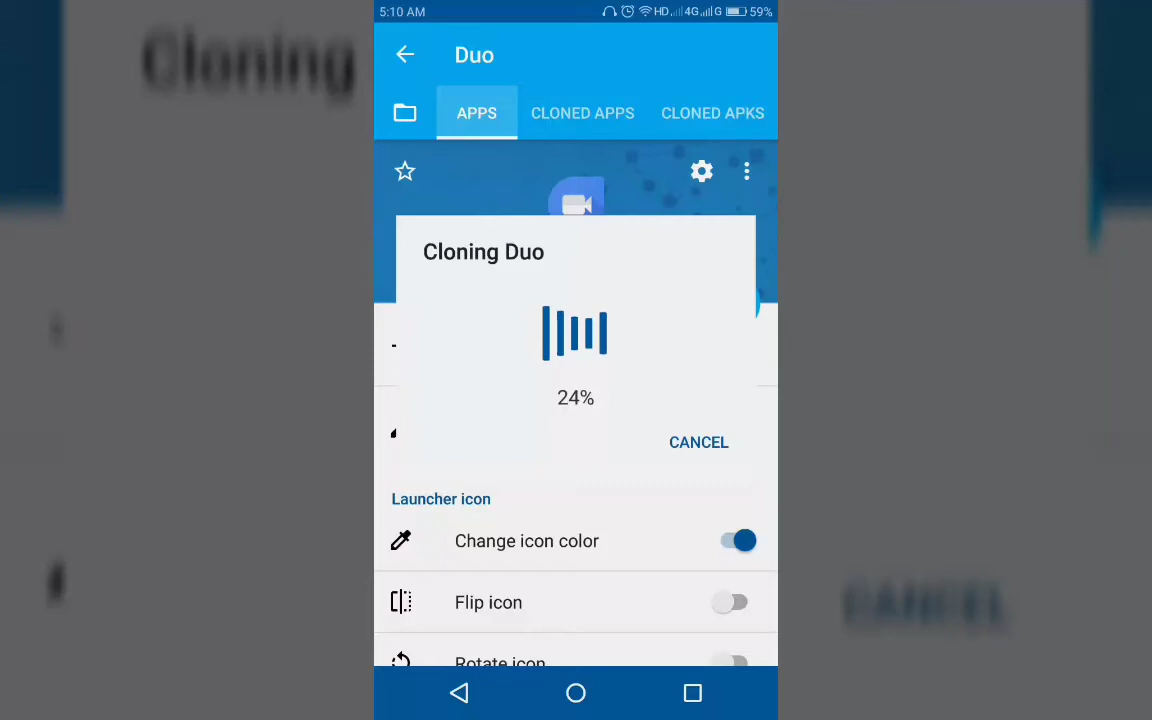 5:10 AM HD 4G G 59%
Duo
APPS CLONED APPS CLONED APKS
Cloning Duo
24%
CANCEL
Launcher icon
Change icon color
Flip icon
Rotate icon
Cloning
CANCEL